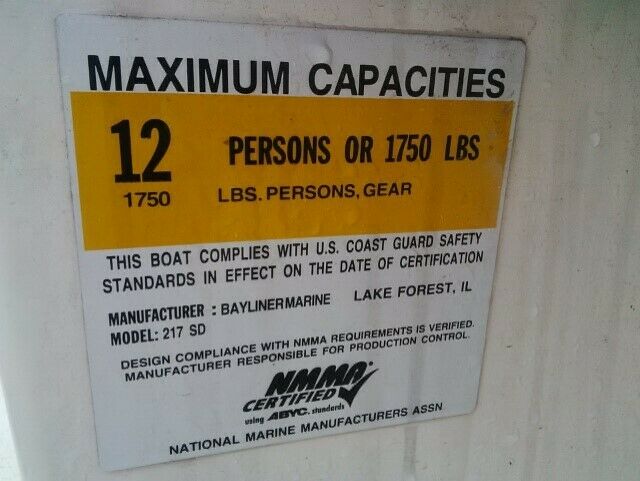 MAXIMUM CAPACITIES
12 PERSONS OR 1750 LBS
1750 LBS. PERSONS, GEAR
THIS BOAT COMPLIES WITH U.S. COAST GUARD SAFETY
STANDARDS IN EFFECT ON THE DATE OF CERTIFICATION
MANUFACTURER : BAYLINER MARINE LAKE FOREST, IL
MODEL: 217 SD
DESIGN COMPLIANCE WITH NMMA REQUIREMENTS IS VERIFIED.
MANUFACTURER RESPONSIBLE FOR PRODUCTION CONTROL.
NMMA
CERTIFIED
using ABYC. standards
NATIONAL MARINE MANUFACTURERS ASSN